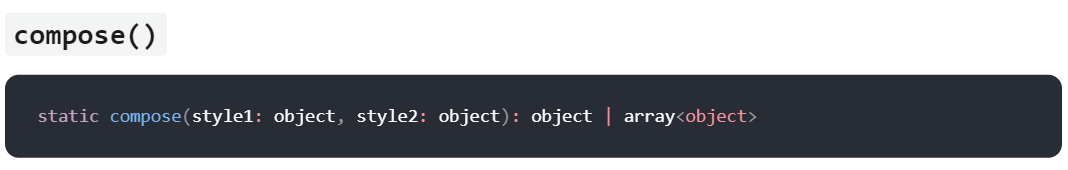 compose()
static compose(style1: object, style2: object): object | array<object>